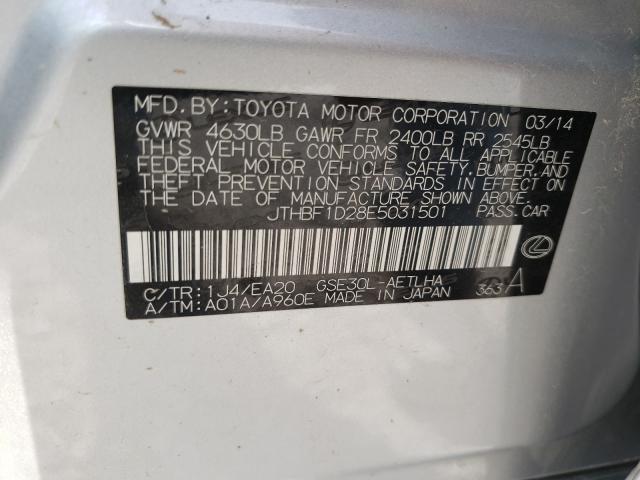 MFD. BY: TOYOTA MOTOR CORPORATION 03/14
GVWR 4630LB GAWR FR 2400LB RR 2545LB
THIS VEHICLE CONFORMS TO ALL APPLICABLE
FEDERAL MOTOR VEHICLE SAFETY, BUMPER, AND
THEFT PREVENTION STANDARDS IN EFFECT ON
THE DATE OF MANUFACTURE SHOWN ABOVE.
JTHBF1D28E5031501 PASS. CAR
C/TR: 1J4/EA20 GSE30L-AETLHA
A/TM: A01A/A960E MADE IN JAPAN 363 A